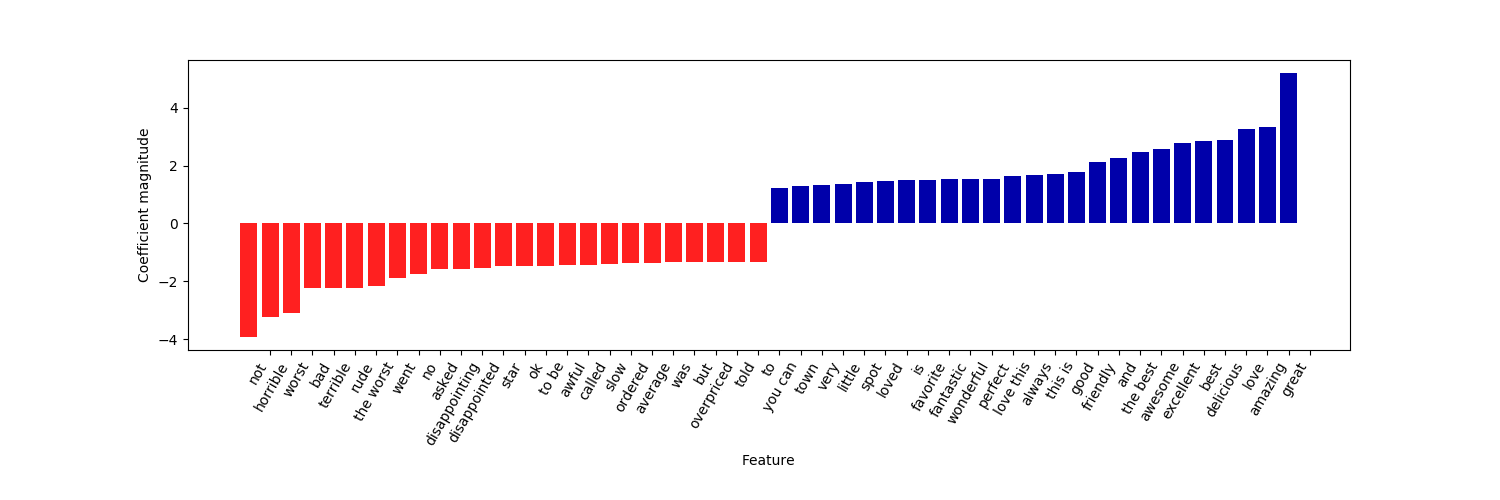 4
2
0
−2
−4
Coefficient magnitude
not
horrible
worst
bad
terrible
rude
the worst
went
no
asked
disappointing
disappointed
star
ok
to be
awful
called
slow
ordered
average
was
but
overpriced
told
to
you can
town
very
little
spot
loved
is
favorite
fantastic
wonderful
perfect
love this
always
this is
good
friendly
and
the best
awesome
excellent
best
delicious
love
amazing
great
Feature